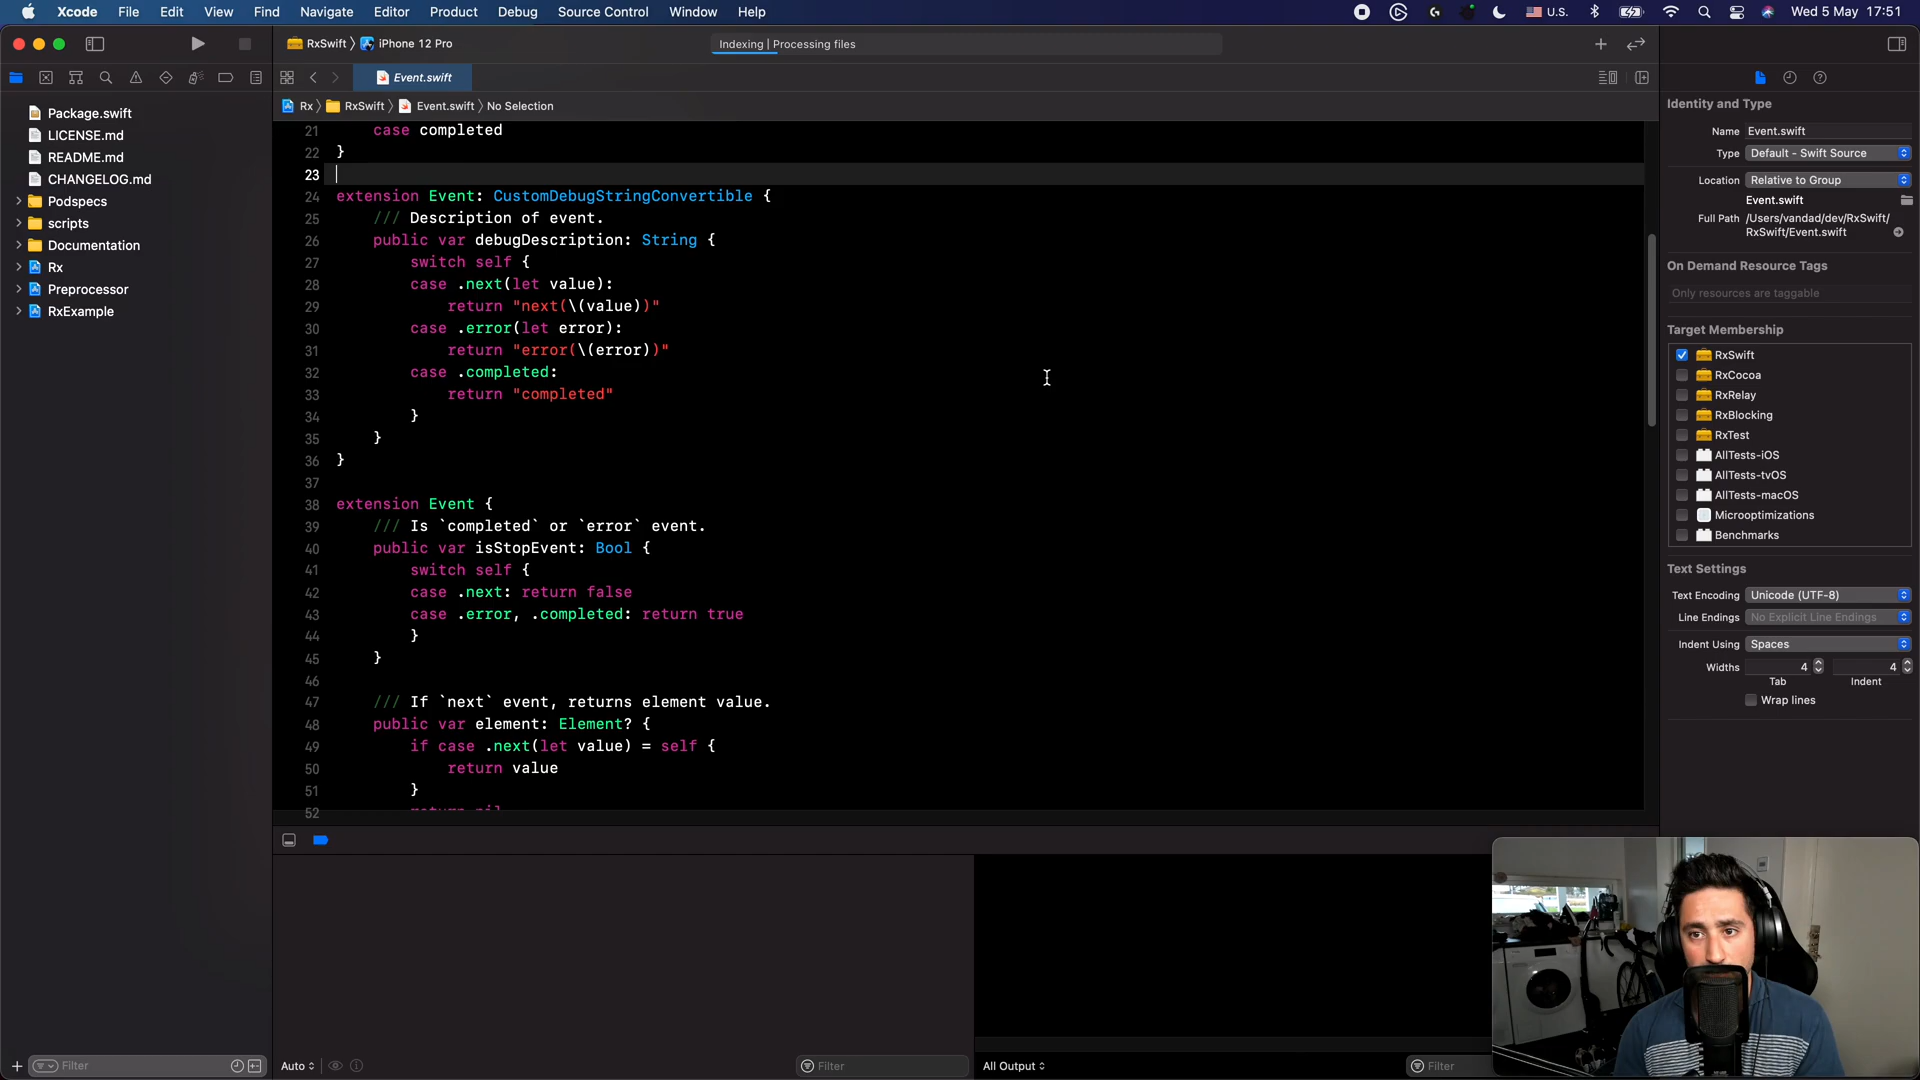 Xcode File Edit View Find Navigate Editor Product Debug Source Control Window Help U.S. Wed 5 May 17:51
RxSwift iPhone 12 Pro
Indexing | Processing files
Event.swift
Rx RxSwift Event.swift No Selection
Package.swift
LICENSE.md
README.md
CHANGELOG.md
Podspecs
scripts
Documentation
Rx
Preprocessor
RxExample
Filter
21 case completed
22 }
23
24 extension Event: CustomDebugStringConvertible {
25 /// Description of event.
26 public var debugDescription: String {
27 switch self {
28 case .next(let value):
29 return "next(\(value))"
30 case .error(let error):
31 return "error(\(error))"
32 case .completed:
33 return "completed"
34 }
35 }
36 }
37
38 extension Event {
39 /// Is `completed` or `error` event.
40 public var isStopEvent: Bool {
41 switch self {
42 case .next: return false
43 case .error, .completed: return true
44 }
45 }
46
47 /// If `next` event, returns element value.
48 public var element: Element? {
49 if case .next(let value) = self {
50 return value
51 }
52 return nil
Auto
Filter
All Output
Filter
Identity and Type
Name Event.swift
Type Default - Swift Source
Location Relative to Group
Event.swift
Full Path /Users/vandad/dev/RxSwift/
RxSwift/Event.swift
On Demand Resource Tags
Only resources are taggable
Target Membership
RxSwift
RxCocoa
RxRelay
RxBlocking
RxTest
AllTests-iOS
AllTests-tvOS
AllTests-macOS
Microoptimizations
Benchmarks
Text Settings
Text Encoding Unicode (UTF-8)
Line Endings No Explicit Line Endings
Indent Using Spaces
Widths 4 4
Tab Indent
Wrap lines